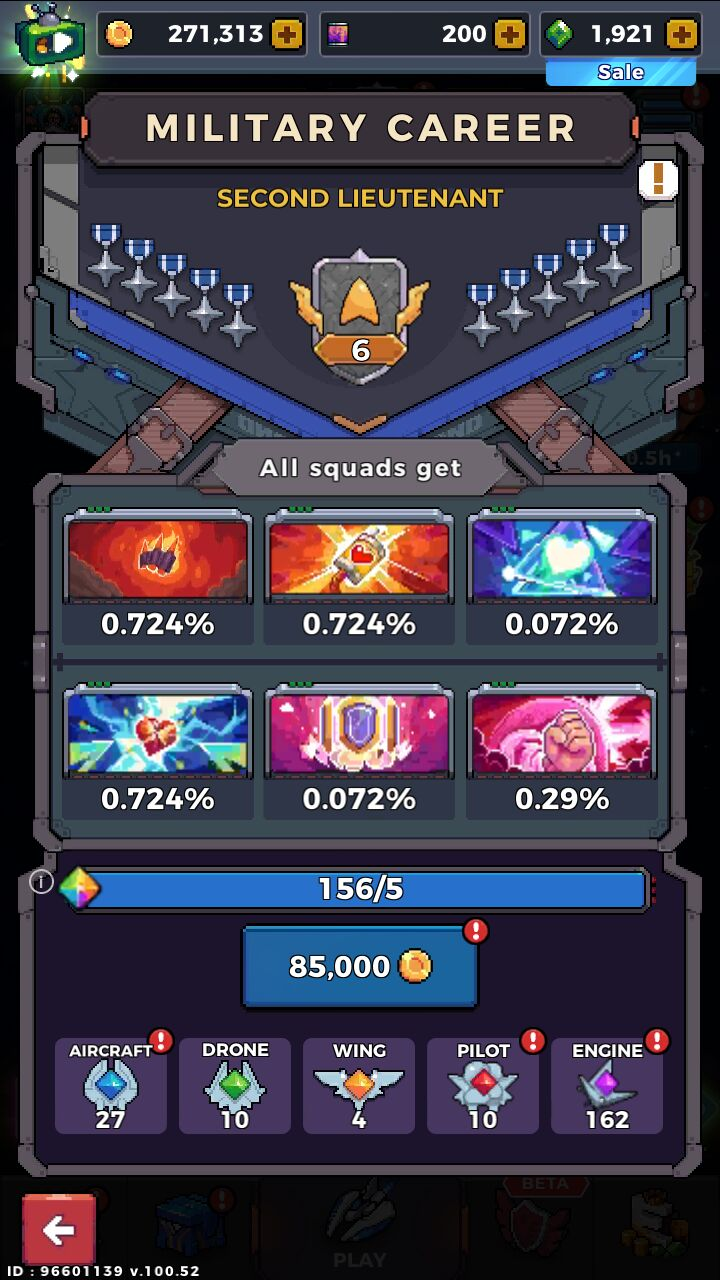 271,313
200
1,921
Sale
MILITARY CAREER
SECOND LIEUTENANT
!
6
All squads get
0.724%
0.724%
0.072%
0.724%
0.072%
0.29%
i
156/5
85,000
!
AIRCRAFT !
DRONE
WING
PILOT !
ENGINE !
27
10
4
10
162
BETA
PLAY
ID : 96601139 v.100.52